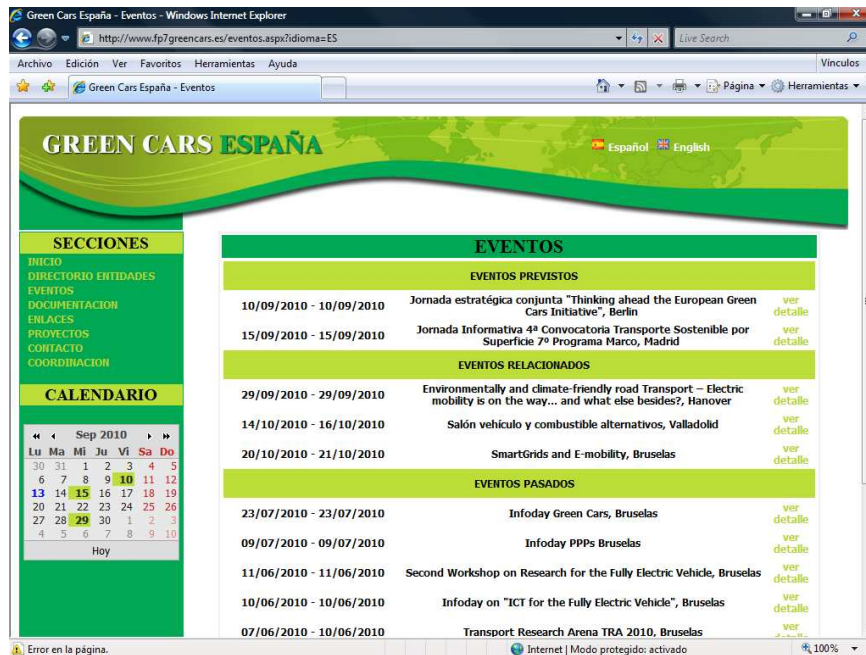 Green Cars España - Eventos - Windows Internet Explorer
http://www.fp7greencars.es/eventos.aspx?idioma=ES
Live Search
Archivo Edición Ver Favoritos Herramientas Ayuda
Vínculos
Green Cars España - Eventos
Página
Herramientas
GREEN CARS ESPAÑA
Español English
SECCIONES
INICIO
DIRECTORIO ENTIDADES
EVENTOS
DOCUMENTACION
ENLACES
PROYECTOS
CONTACTO
COORDINACION
CALENDARIO
Sep 2010
Lu Ma Mi Ju Vi Sa Do
30 31 1 2 3 4 5
6 7 8 9 10 11 12
13 14 15 16 17 18 19
20 21 22 23 24 25 26
27 28 29 30 1 2 3
4 5 6 7 8 9 10
Hoy
EVENTOS
EVENTOS PREVISTOS
10/09/2010 - 10/09/2010
Jornada estratégica conjunta "Thinking ahead the European Green
Cars Initiative", Berlin
ver
detalle
15/09/2010 - 15/09/2010
Jornada Informativa 4ª Convocatoria Transporte Sostenible por
Superficie 7º Programa Marco, Madrid
ver
detalle
EVENTOS RELACIONADOS
29/09/2010 - 29/09/2010
Environmentally and climate-friendly road Transport – Electric
mobility is on the way... and what else besides?, Hanover
ver
detalle
14/10/2010 - 16/10/2010
Salón vehículo y combustible alternativos, Valladolid
ver
detalle
20/10/2010 - 21/10/2010
SmartGrids and E-mobility, Bruselas
ver
detalle
EVENTOS PASADOS
23/07/2010 - 23/07/2010
Infoday Green Cars, Bruselas
ver
detalle
09/07/2010 - 09/07/2010
Infoday PPPs Bruselas
ver
detalle
11/06/2010 - 11/06/2010
Second Workshop on Research for the Fully Electric Vehicle, Bruselas
ver
detalle
10/06/2010 - 10/06/2010
Infoday on "ICT for the Fully Electric Vehicle", Bruselas
ver
detalle
07/06/2010 - 10/06/2010
Transport Research Arena TRA 2010, Bruselas
ver
Error en la página.
Internet | Modo protegido: activado
100%